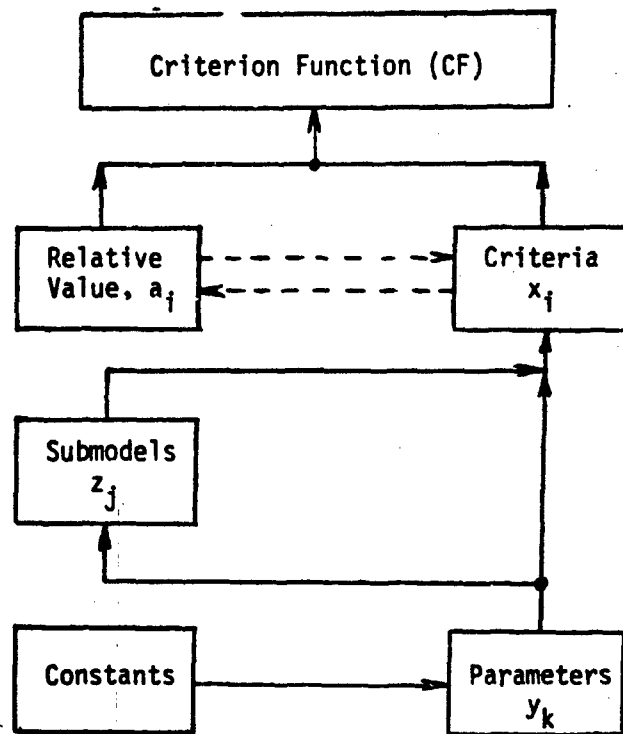 Criterion Function (CF)
Relative
Value, a_i
Criteria
x_i
Submodels
z_j
Constants
Parameters
y_k